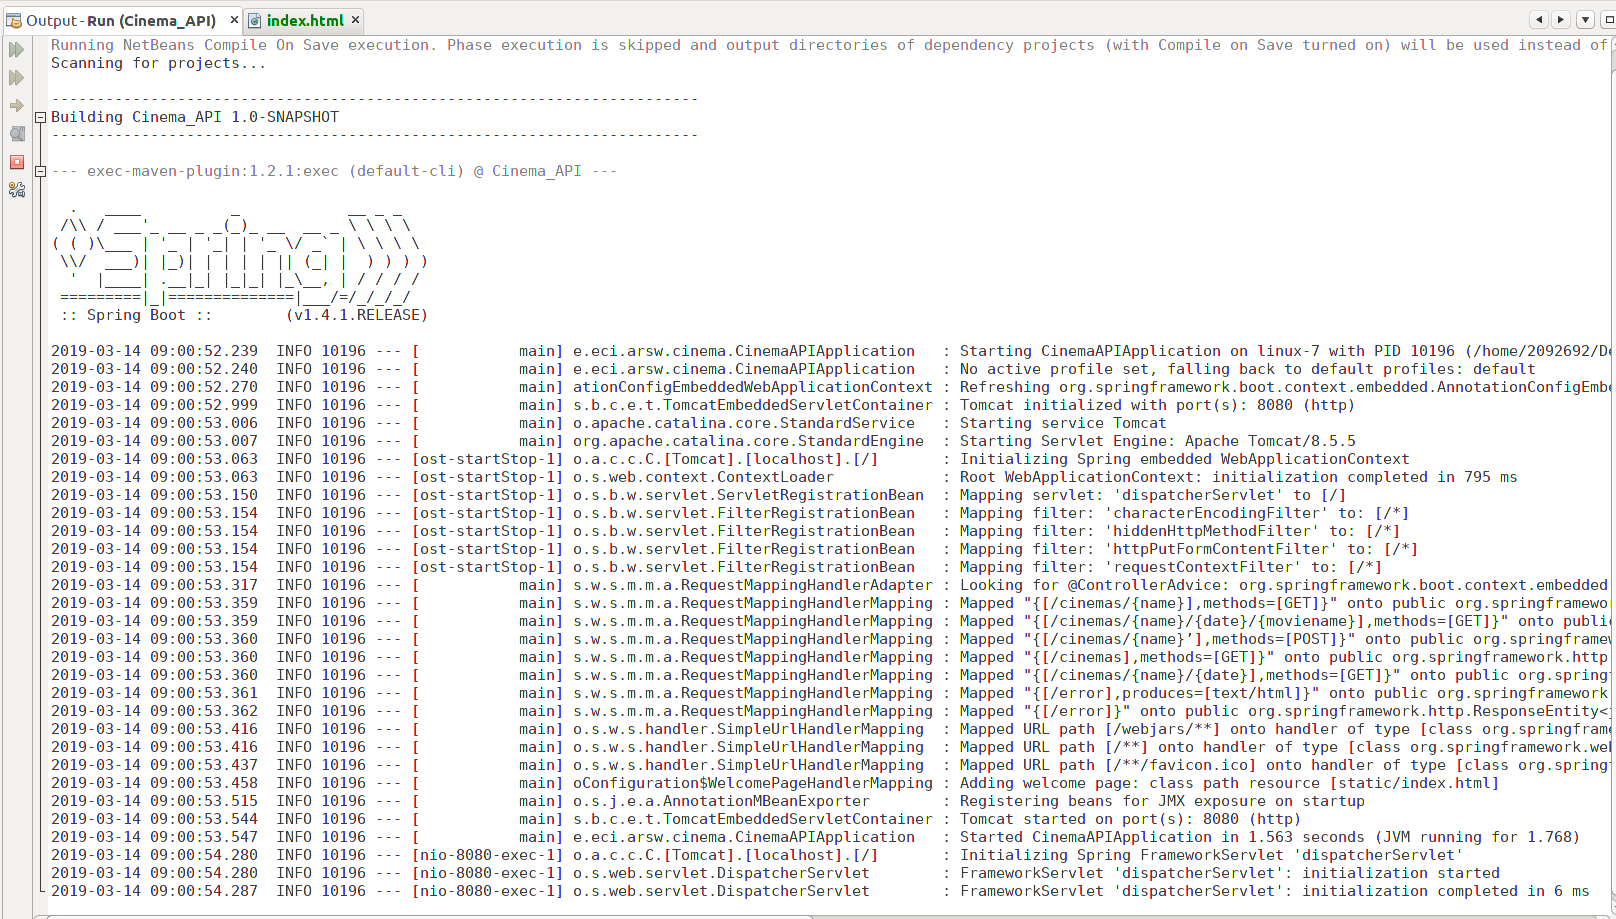 Output - Run (Cinema_API) × index.html ×
Running NetBeans Compile On Save execution. Phase execution is skipped and output directories of dependency projects (with Compile on Save turned on) will be used instead of
Scanning for projects...
------------------------------------------------------------------------
Building Cinema_API 1.0-SNAPSHOT
------------------------------------------------------------------------
--- exec-maven-plugin:1.2.1:exec (default-cli) @ Cinema_API ---
  .   ____          _            __ _ _
 /\\ / ___'_ __ _ _(_)_ __  __ _ \ \ \ \
( ( )\___ | '_ | '_| | '_ \/ _` | \ \ \ \
 \\/  ___)| |_)| | | | | || (_| |  ) ) ) )
  '  |____| .__|_| |_|_| |_\__, | / / / /
 =========|_|==============|___/=/_/_/_/
 :: Spring Boot ::        (v1.4.1.RELEASE)
2019-03-14 09:00:52.239  INFO 10196 --- [           main] e.eci.arsw.cinema.CinemaAPIApplication   : Starting CinemaAPIApplication on linux-7 with PID 10196 (/home/2092692/De
2019-03-14 09:00:52.240  INFO 10196 --- [           main] e.eci.arsw.cinema.CinemaAPIApplication   : No active profile set, falling back to default profiles: default
2019-03-14 09:00:52.270  INFO 10196 --- [           main] ationConfigEmbeddedWebApplicationContext : Refreshing org.springframework.boot.context.embedded.AnnotationConfigEmbe
2019-03-14 09:00:52.999  INFO 10196 --- [           main] s.b.c.e.t.TomcatEmbeddedServletContainer : Tomcat initialized with port(s): 8080 (http)
2019-03-14 09:00:53.006  INFO 10196 --- [           main] o.apache.catalina.core.StandardService   : Starting service Tomcat
2019-03-14 09:00:53.007  INFO 10196 --- [           main] org.apache.catalina.core.StandardEngine  : Starting Servlet Engine: Apache Tomcat/8.5.5
2019-03-14 09:00:53.063  INFO 10196 --- [ost-startStop-1] o.a.c.c.C.[Tomcat].[localhost].[/]       : Initializing Spring embedded WebApplicationContext
2019-03-14 09:00:53.063  INFO 10196 --- [ost-startStop-1] o.s.web.context.ContextLoader            : Root WebApplicationContext: initialization completed in 795 ms
2019-03-14 09:00:53.150  INFO 10196 --- [ost-startStop-1] o.s.b.w.servlet.ServletRegistrationBean  : Mapping servlet: 'dispatcherServlet' to [/]
2019-03-14 09:00:53.154  INFO 10196 --- [ost-startStop-1] o.s.b.w.servlet.FilterRegistrationBean   : Mapping filter: 'characterEncodingFilter' to: [/*]
2019-03-14 09:00:53.154  INFO 10196 --- [ost-startStop-1] o.s.b.w.servlet.FilterRegistrationBean   : Mapping filter: 'hiddenHttpMethodFilter' to: [/*]
2019-03-14 09:00:53.154  INFO 10196 --- [ost-startStop-1] o.s.b.w.servlet.FilterRegistrationBean   : Mapping filter: 'httpPutFormContentFilter' to: [/*]
2019-03-14 09:00:53.154  INFO 10196 --- [ost-startStop-1] o.s.b.w.servlet.FilterRegistrationBean   : Mapping filter: 'requestContextFilter' to: [/*]
2019-03-14 09:00:53.317  INFO 10196 --- [           main] s.w.s.m.m.a.RequestMappingHandlerAdapter : Looking for @ControllerAdvice: org.springframework.boot.context.embedded
2019-03-14 09:00:53.359  INFO 10196 --- [           main] s.w.s.m.m.a.RequestMappingHandlerMapping : Mapped "{[/cinemas/{name}],methods=[GET]}" onto public org.springframewo
2019-03-14 09:00:53.359  INFO 10196 --- [           main] s.w.s.m.m.a.RequestMappingHandlerMapping : Mapped "{[/cinemas/{name}/{date}/{moviename}],methods=[GET]}" onto public
2019-03-14 09:00:53.360  INFO 10196 --- [           main] s.w.s.m.m.a.RequestMappingHandlerMapping : Mapped "{[/cinemas/{name}’],methods=[POST]}" onto public org.springframew
2019-03-14 09:00:53.360  INFO 10196 --- [           main] s.w.s.m.m.a.RequestMappingHandlerMapping : Mapped "{[/cinemas],methods=[GET]}" onto public org.springframework.http
2019-03-14 09:00:53.360  INFO 10196 --- [           main] s.w.s.m.m.a.RequestMappingHandlerMapping : Mapped "{[/cinemas/{name}/{date}],methods=[GET]}" onto public org.springf
2019-03-14 09:00:53.361  INFO 10196 --- [           main] s.w.s.m.m.a.RequestMappingHandlerMapping : Mapped "{[/error],produces=[text/html]}" onto public org.springframework
2019-03-14 09:00:53.362  INFO 10196 --- [           main] s.w.s.m.m.a.RequestMappingHandlerMapping : Mapped "{[/error]}" onto public org.springframework.http.ResponseEntity<
2019-03-14 09:00:53.416  INFO 10196 --- [           main] o.s.w.s.handler.SimpleUrlHandlerMapping  : Mapped URL path [/webjars/**] onto handler of type [class org.springframe
2019-03-14 09:00:53.416  INFO 10196 --- [           main] o.s.w.s.handler.SimpleUrlHandlerMapping  : Mapped URL path [/**] onto handler of type [class org.springframework.web
2019-03-14 09:00:53.437  INFO 10196 --- [           main] o.s.w.s.handler.SimpleUrlHandlerMapping  : Mapped URL path [/**/favicon.ico] onto handler of type [class org.springf
2019-03-14 09:00:53.458  INFO 10196 --- [           main] oConfiguration$WelcomePageHandlerMapping : Adding welcome page: class path resource [static/index.html]
2019-03-14 09:00:53.515  INFO 10196 --- [           main] o.s.j.e.a.AnnotationMBeanExporter        : Registering beans for JMX exposure on startup
2019-03-14 09:00:53.544  INFO 10196 --- [           main] s.b.c.e.t.TomcatEmbeddedServletContainer : Tomcat started on port(s): 8080 (http)
2019-03-14 09:00:53.547  INFO 10196 --- [           main] e.eci.arsw.cinema.CinemaAPIApplication   : Started CinemaAPIApplication in 1.563 seconds (JVM running for 1.768)
2019-03-14 09:00:54.280  INFO 10196 --- [nio-8080-exec-1] o.a.c.c.C.[Tomcat].[localhost].[/]       : Initializing Spring FrameworkServlet 'dispatcherServlet'
2019-03-14 09:00:54.280  INFO 10196 --- [nio-8080-exec-1] o.s.web.servlet.DispatcherServlet        : FrameworkServlet 'dispatcherServlet': initialization started
2019-03-14 09:00:54.287  INFO 10196 --- [nio-8080-exec-1] o.s.web.servlet.DispatcherServlet        : FrameworkServlet 'dispatcherServlet': initialization completed in 6 ms